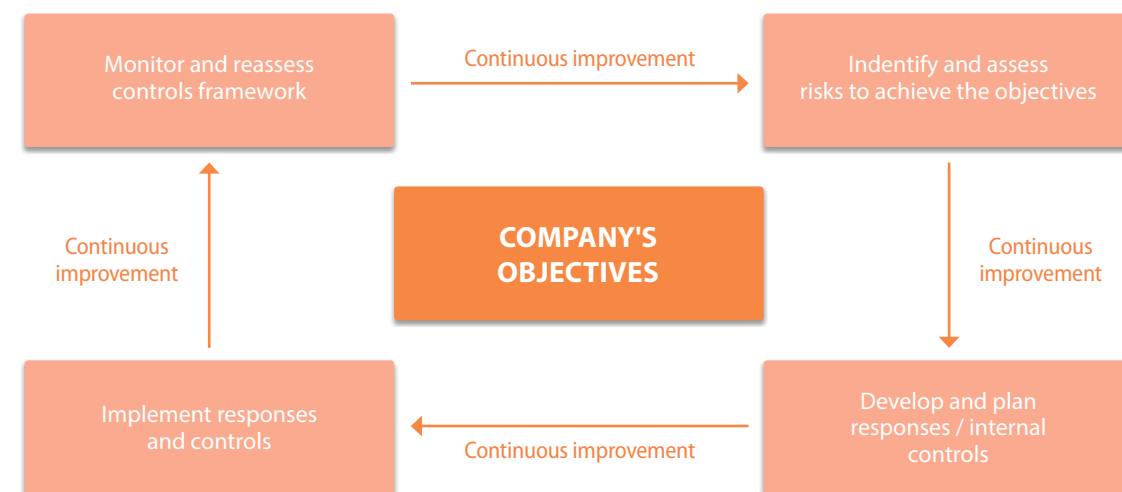 Monitor and reassess
controls framework
Continuous improvement
Indentify and assess
risks to achieve the objectives
Continuous
improvement
COMPANY'S
OBJECTIVES
Continuous
improvement
Implement responses
and controls
Continuous improvement
Develop and plan
responses / internal
controls